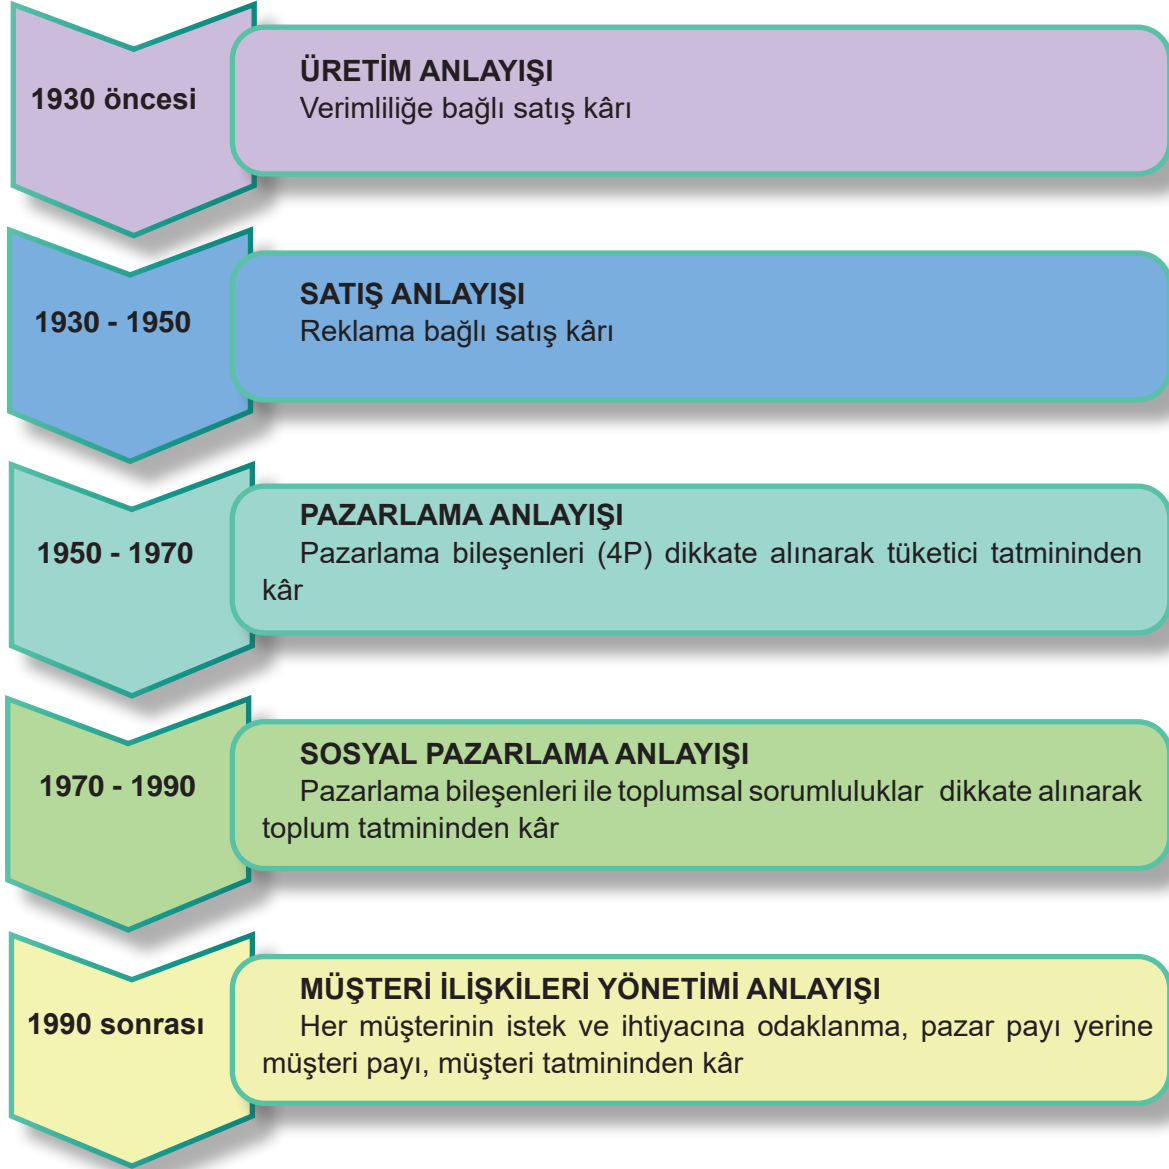 1930 öncesi
ÜRETİM ANLAYIŞI
Verimliliğe bağlı satış kârı
1930 - 1950
SATIŞ ANLAYIŞI
Reklama bağlı satış kârı
1950 - 1970
PAZARLAMA ANLAYIŞI
Pazarlama bileşenleri (4P) dikkate alınarak tüketici tatmininden
kâr
1970 - 1990
SOSYAL PAZARLAMA ANLAYIŞI
Pazarlama bileşenleri ile toplumsal sorumluluklar dikkate alınarak
toplum tatmininden kâr
1990 sonrası
MÜŞTERİ İLİŞKİLERİ YÖNETİMİ ANLAYIŞI
Her müşterinin istek ve ihtiyacına odaklanma, pazar payı yerine
müşteri payı, müşteri tatmininden kâr